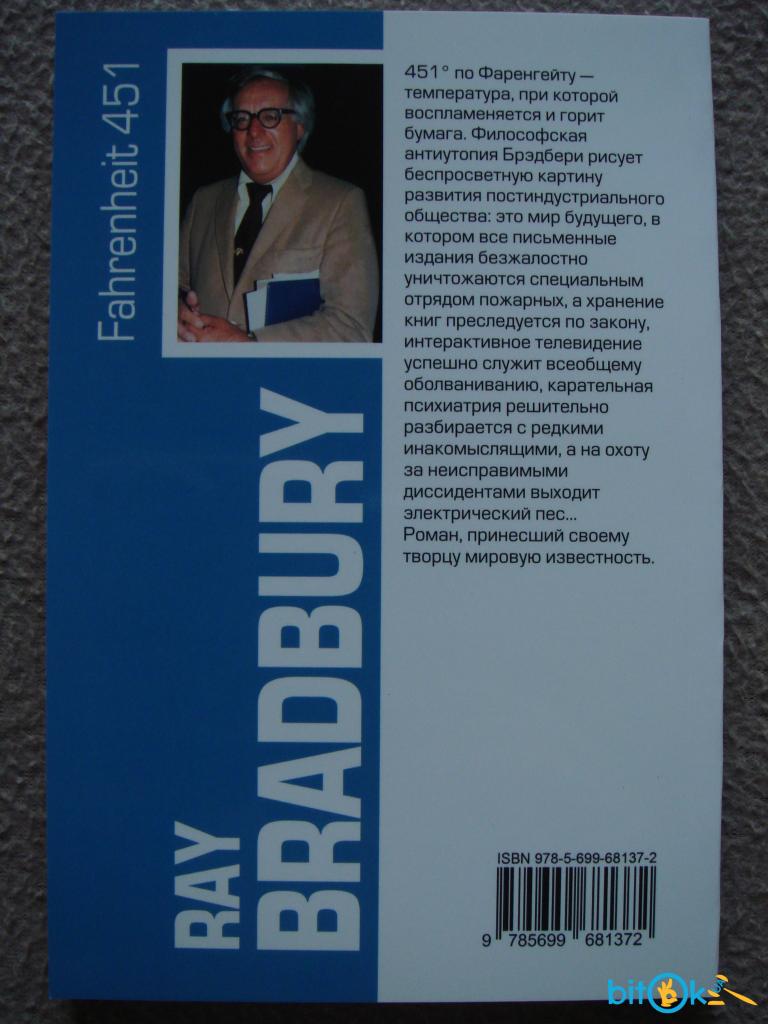 Fahrenheit 451
RAY
BRADBURY
451° по Фаренгейту —
температура, при которой
воспламеняется и горит
бумага. Философская
антиутопия Брэдбери рисует
беспросветную картину
развития постиндустриального
общества: это мир будущего, в
котором все письменные
издания безжалостно
уничтожаются специальным
отрядом пожарных, а хранение
книг преследуется по закону,
интерактивное телевидение
успешно служит всеобщему
оболваниванию, карательная
психиатрия решительно
разбирается с редкими
инакомыслящими, а на охоту
за неисправимыми
диссидентами выходит
электрический пес...
Роман, принесший своему
творцу мировую известность.
ISBN 978-5-699-68137-2
9 785699 681372
bitOk